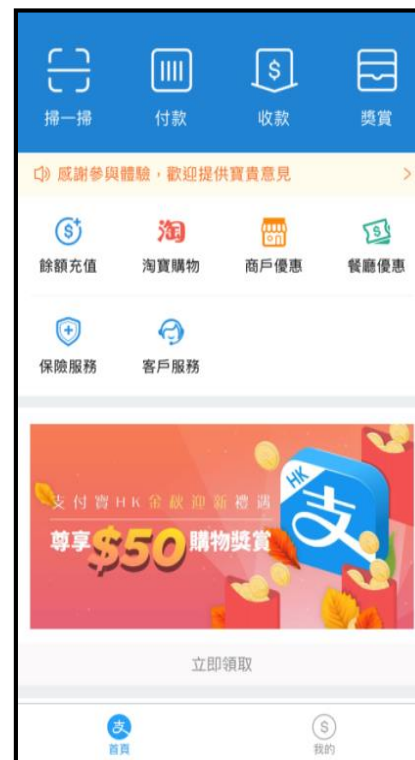 掃一掃 付款 收款 獎賞
感謝參與體驗，歡迎提供寶貴意見
餘額充值 淘寶購物 商戶優惠 餐廳優惠
保險服務 客戶服務
支付寶HK金秋迎新禮遇
尊享$50購物獎賞
HK
支
立即領取
首頁 我的